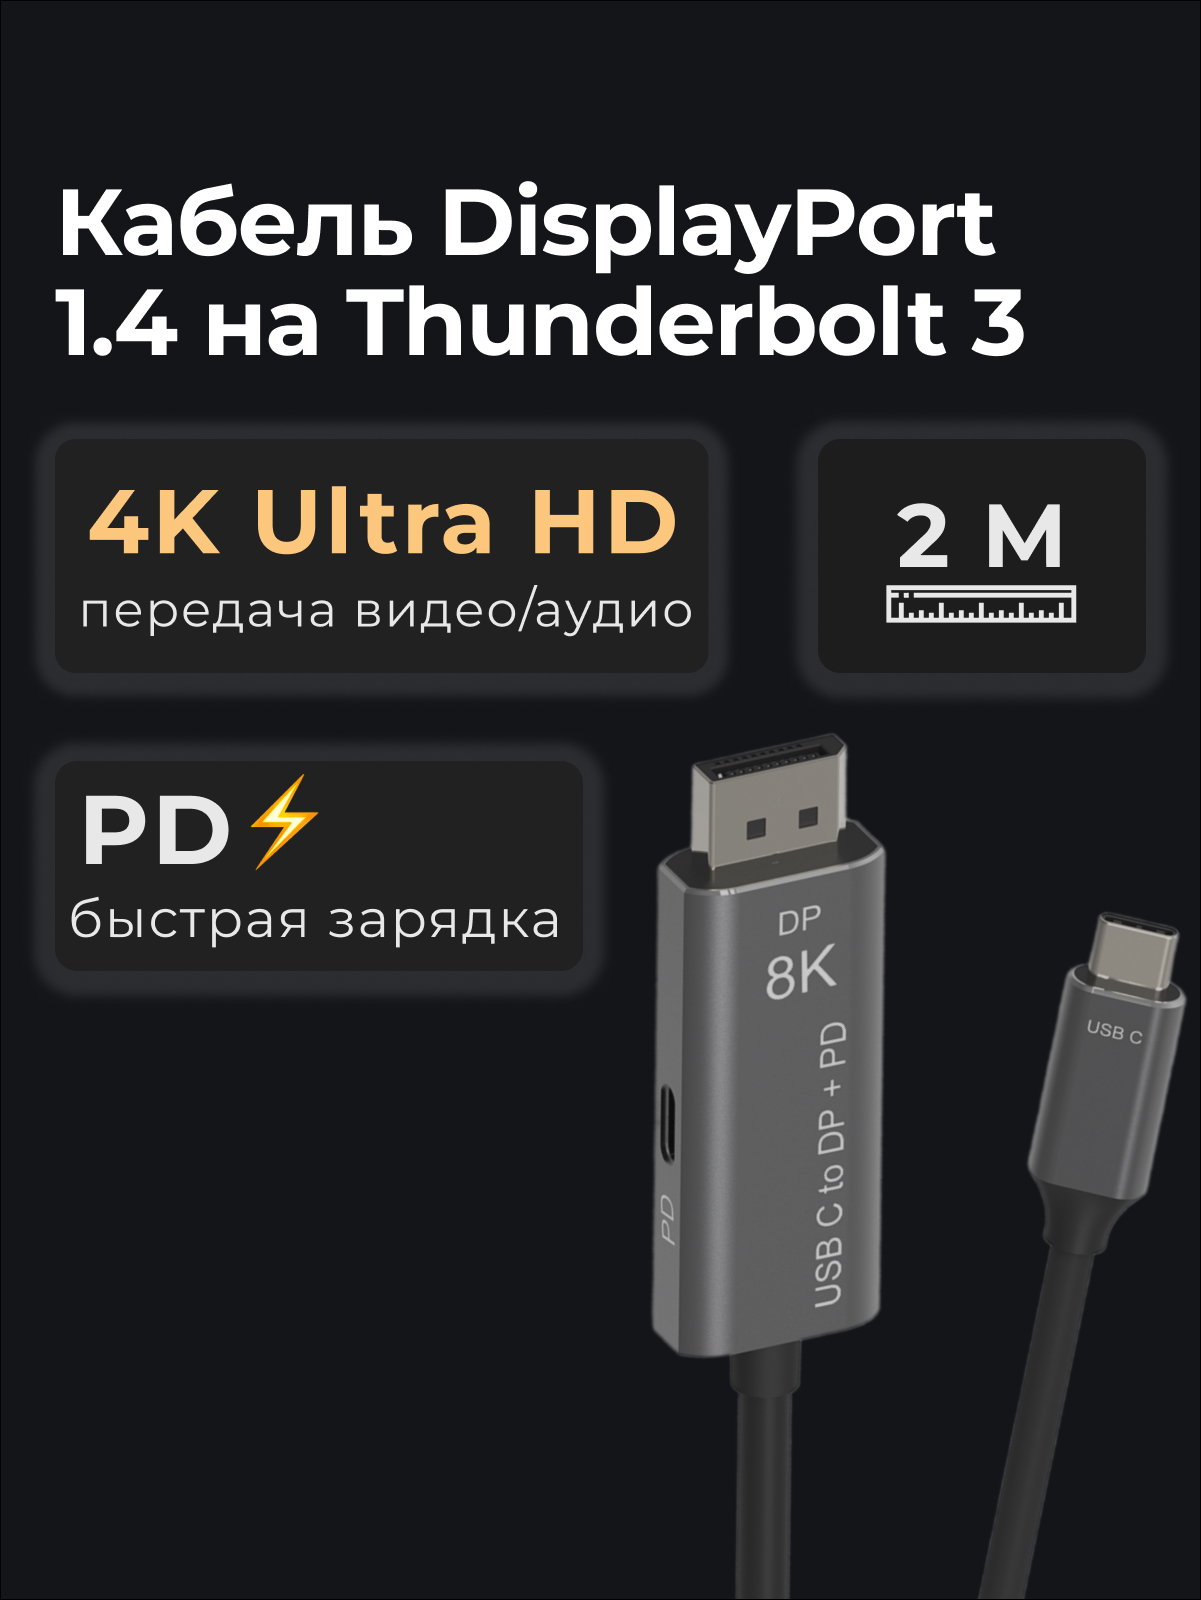 Кабель DisplayPort
1.4 на Thunderbolt 3
4K Ultra HD
передача видео/аудио
2 М
PD⚡
быстрая зарядка
DP
8K
USB C to DP + PD
PD
USB C